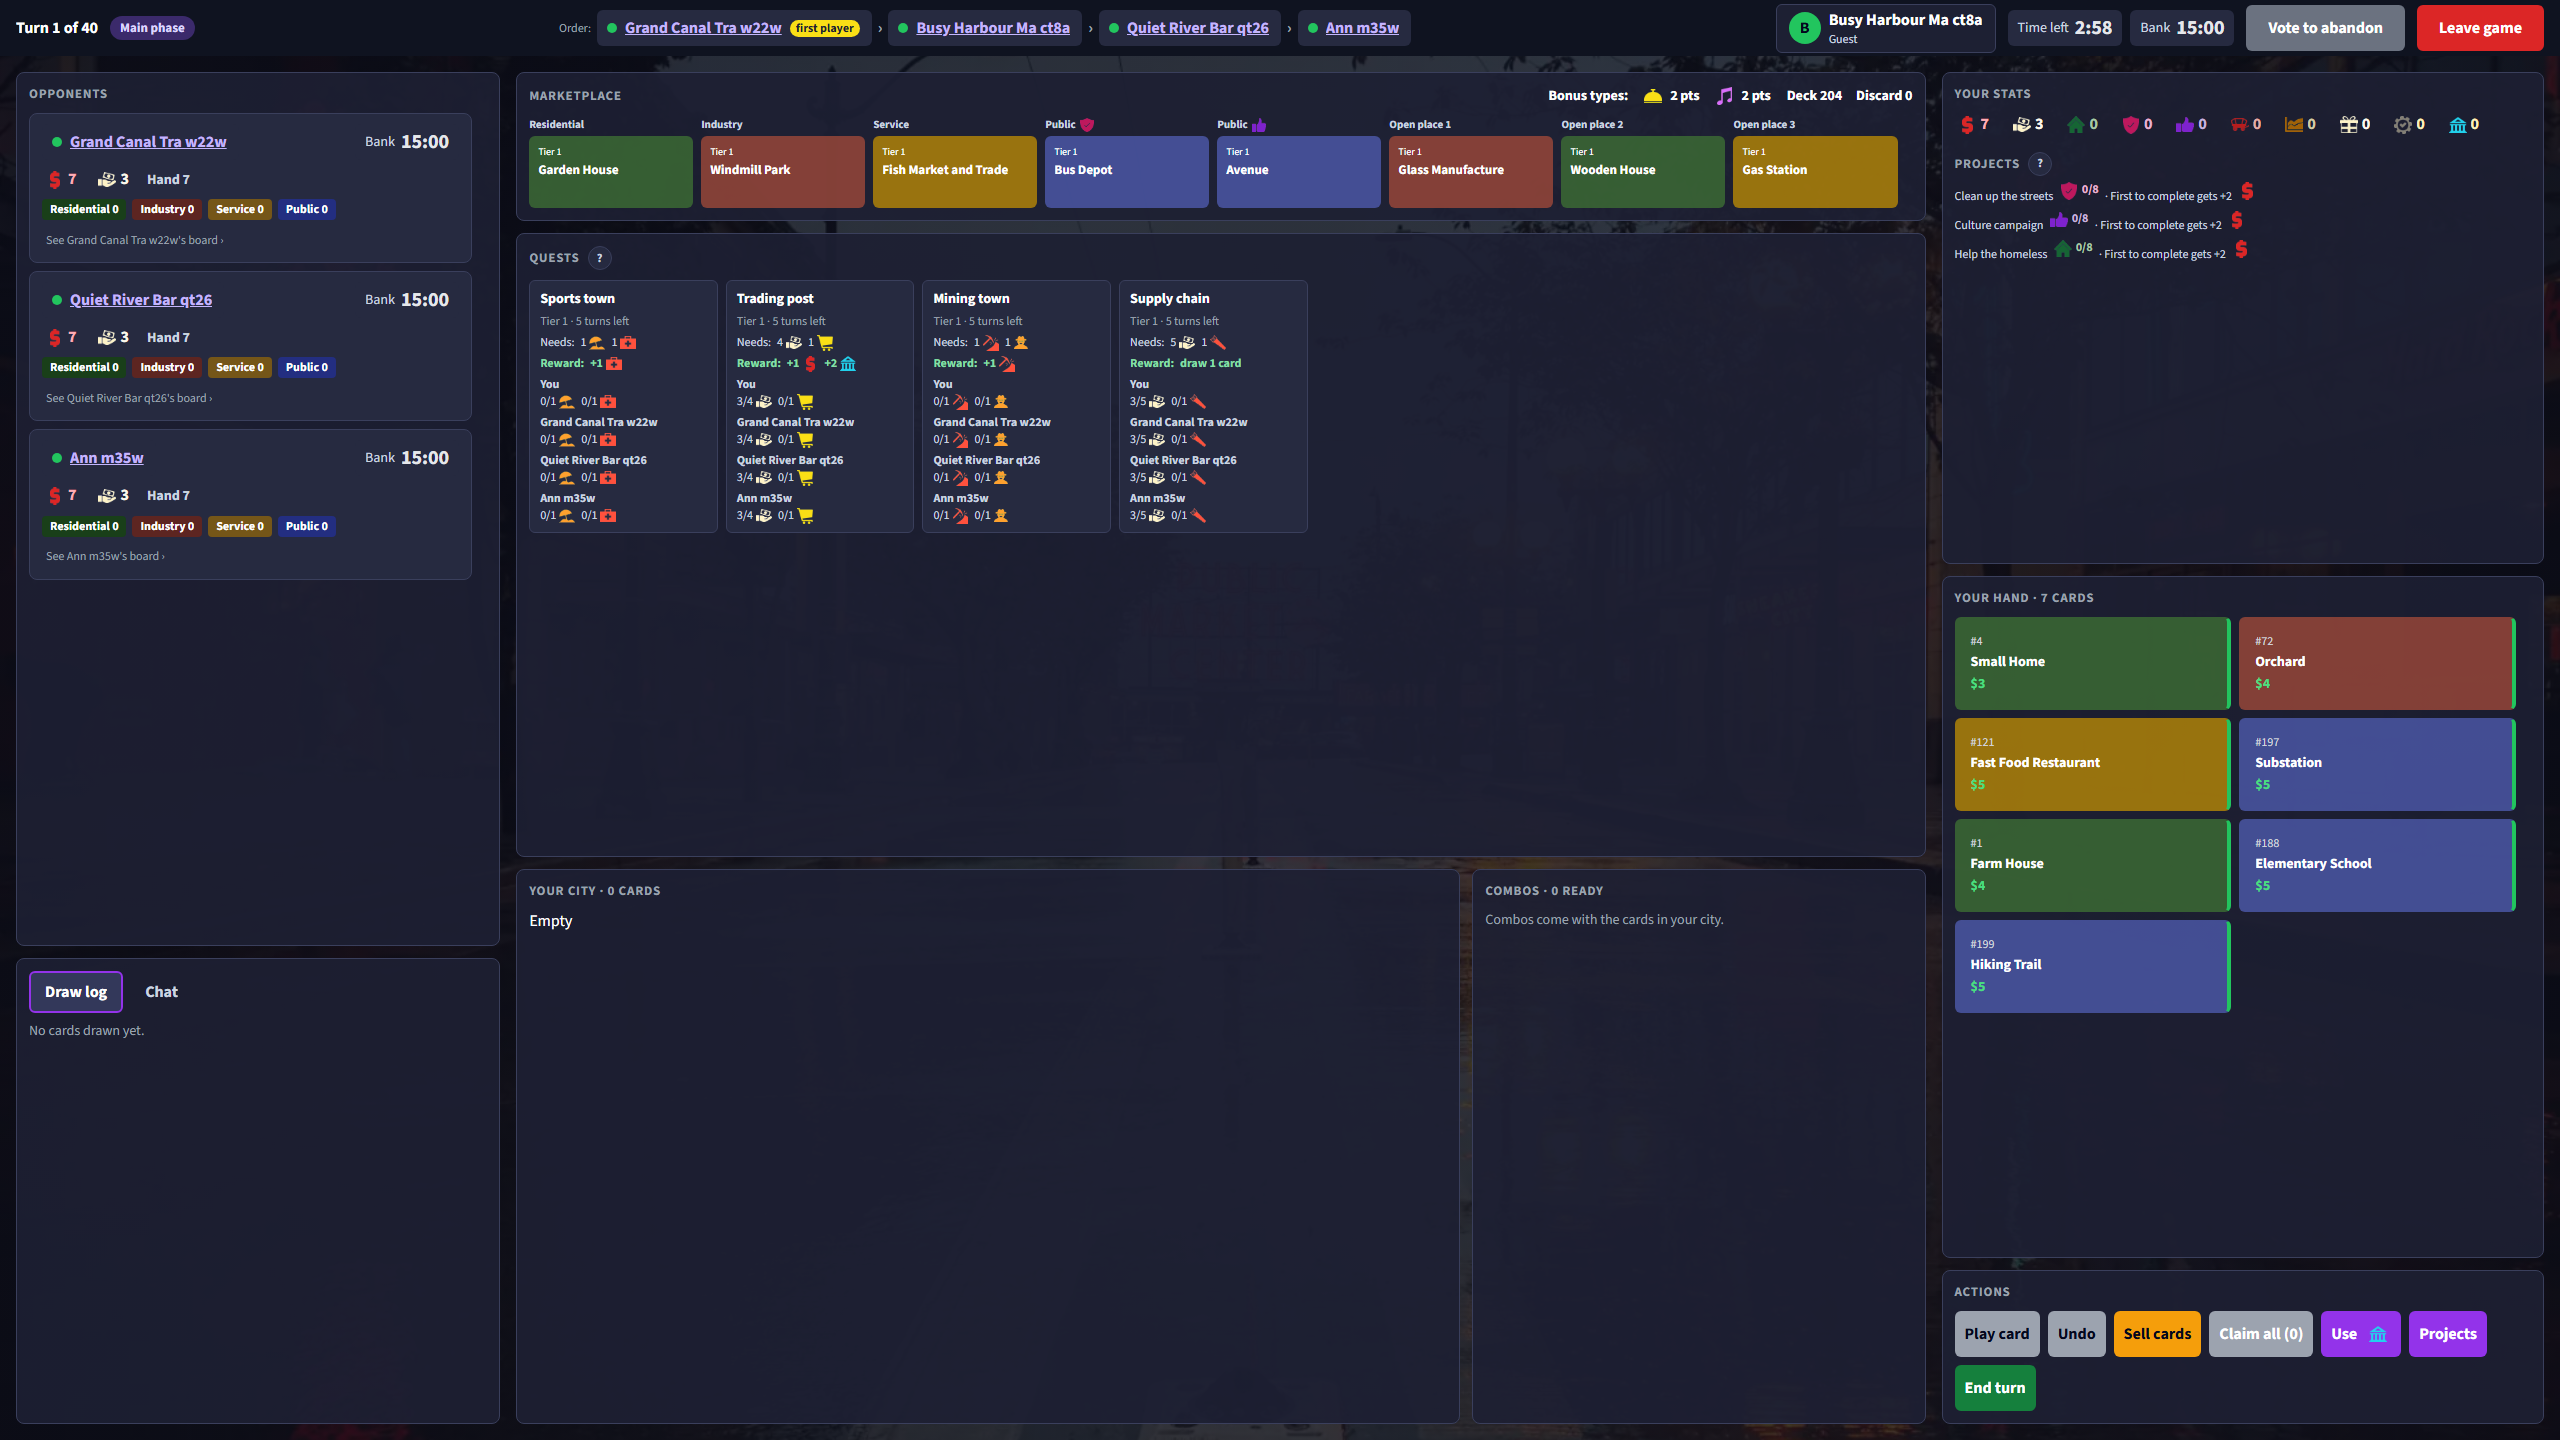 Turn 1 of 40 Main phase
Order: Grand Canal Tra w22w first player › Busy Harbour Ma ct8a › Quiet River Bar qt26 › Ann m35w
B Busy Harbour Ma ct8a
Guest
Time left 2:58
Bank 15:00
Vote to abandon
Leave game
OPPONENTS
Grand Canal Tra w22w Bank 15:00
7 3 Hand 7
Residential 0 Industry 0 Service 0 Public 0
See Grand Canal Tra w22w's board ›
Quiet River Bar qt26 Bank 15:00
7 3 Hand 7
Residential 0 Industry 0 Service 0 Public 0
See Quiet River Bar qt26's board ›
Ann m35w Bank 15:00
7 3 Hand 7
Residential 0 Industry 0 Service 0 Public 0
See Ann m35w's board ›
Draw log Chat
No cards drawn yet.
MARKETPLACE
Bonus types: 2 pts 2 pts Deck 204 Discard 0
Residential
Tier 1
Garden House
Industry
Tier 1
Windmill Park
Service
Tier 1
Fish Market and Trade
Public
Tier 1
Bus Depot
Public
Tier 1
Avenue
Open place 1
Tier 1
Glass Manufacture
Open place 2
Tier 1
Wooden House
Open place 3
Tier 1
Gas Station
QUESTS ?
Sports town
Tier 1 · 5 turns left
Needs: 1 1
Reward: +1
You
0/1 0/1
Grand Canal Tra w22w
0/1 0/1
Quiet River Bar qt26
0/1 0/1
Ann m35w
0/1 0/1
Trading post
Tier 1 · 5 turns left
Needs: 4 1
Reward: +1 +2
You
3/4 0/1
Grand Canal Tra w22w
3/4 0/1
Quiet River Bar qt26
3/4 0/1
Ann m35w
3/4 0/1
Mining town
Tier 1 · 5 turns left
Needs: 1 1
Reward: +1
You
0/1 0/1
Grand Canal Tra w22w
0/1 0/1
Quiet River Bar qt26
0/1 0/1
Ann m35w
0/1 0/1
Supply chain
Tier 1 · 5 turns left
Needs: 5 1
Reward: draw 1 card
You
3/5 0/1
Grand Canal Tra w22w
3/5 0/1
Quiet River Bar qt26
3/5 0/1
Ann m35w
3/5 0/1
YOUR CITY · 0 CARDS
Empty
COMBOS · 0 READY
Combos come with the cards in your city.
YOUR STATS
7 3 0 0 0 0 0 0 0 0
PROJECTS ?
Clean up the streets 0/8 · First to complete gets +2
Culture campaign 0/8 · First to complete gets +2
Help the homeless 0/8 · First to complete gets +2
YOUR HAND · 7 CARDS
#4
Small Home
$3
#72
Orchard
$4
#121
Fast Food Restaurant
$5
#197
Substation
$5
#1
Farm House
$4
#188
Elementary School
$5
#199
Hiking Trail
$5
ACTIONS
Play card Undo Sell cards Claim all (0) Use Projects
End turn